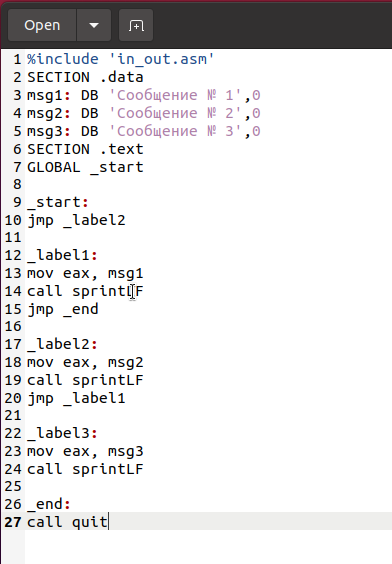 Open
1 %include 'in_out.asm'
2 SECTION .data
3 msg1: DB 'Сообщение № 1',0
4 msg2: DB 'Сообщение № 2',0
5 msg3: DB 'Сообщение № 3',0
6 SECTION .text
7 GLOBAL _start
8
9 _start:
10 jmp _label2
11
12 _label1:
13 mov eax, msg1
14 call sprintLF
15 jmp _end
16
17 _label2:
18 mov eax, msg2
19 call sprintLF
20 jmp _label1
21
22 _label3:
23 mov eax, msg3
24 call sprintLF
25
26 _end:
27 call quit